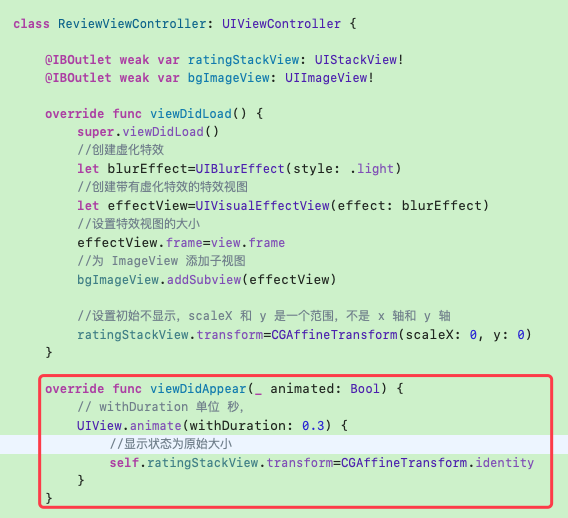 class ReviewViewController: UIViewController {
@IBOutlet weak var ratingStackView: UIStackView!
@IBOutlet weak var bgImageView: UIImageView!
override func viewDidLoad() {
super.viewDidLoad()
//创建虚化特效
let blurEffect=UIBlurEffect(style: .light)
//创建带有虚化特效的特效视图
let effectView=UIVisualEffectView(effect: blurEffect)
//设置特效视图的大小
effectView.frame=view.frame
//为 ImageView 添加子视图
bgImageView.addSubview(effectView)
//设置初始不显示，scaleX 和 y 是一个范围，不是 x 轴和 y 轴
ratingStackView.transform=CGAffineTransform(scaleX: 0, y: 0)
}
override func viewDidAppear(_ animated: Bool) {
// withDuration 单位 秒，
UIView.animate(withDuration: 0.3) {
//显示状态为原始大小
self.ratingStackView.transform=CGAffineTransform.identity
}
}